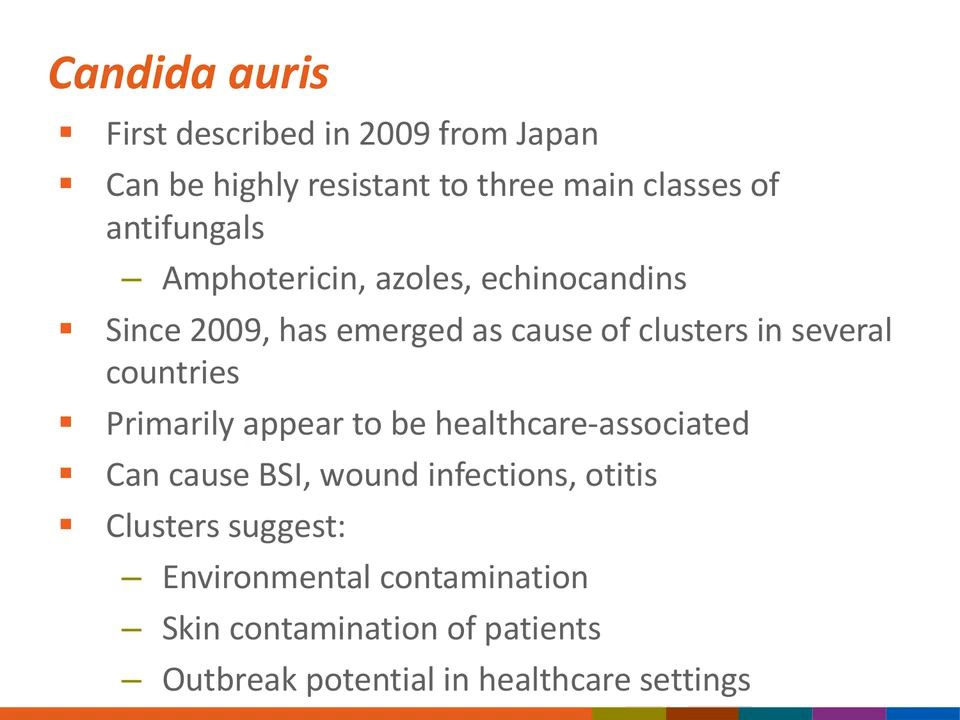 Candida auris
▪ First described in 2009 from Japan
▪ Can be highly resistant to three main classes of
antifungals
– Amphotericin, azoles, echinocandins
▪ Since 2009, has emerged as cause of clusters in several
countries
▪ Primarily appear to be healthcare-associated
▪ Can cause BSI, wound infections, otitis
▪ Clusters suggest:
– Environmental contamination
– Skin contamination of patients
– Outbreak potential in healthcare settings